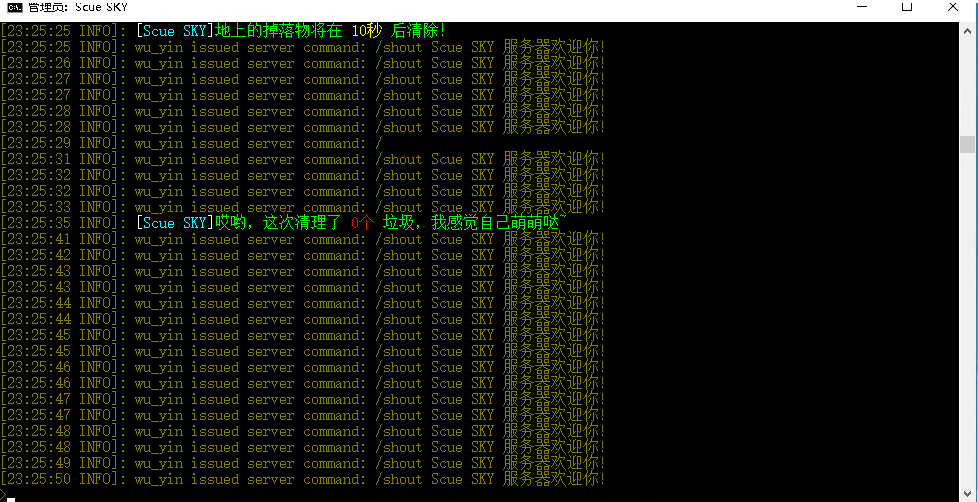 管理员: Scue SKY
[23:25:25 INFO]: [Scue SKY]地上的掉落物将在 10秒 后清除!
[23:25:25 INFO]: wu_yin issued server command: /shout Scue SKY 服务器欢迎你!
[23:25:26 INFO]: wu_yin issued server command: /shout Scue SKY 服务器欢迎你!
[23:25:27 INFO]: wu_yin issued server command: /shout Scue SKY 服务器欢迎你!
[23:25:27 INFO]: wu_yin issued server command: /shout Scue SKY 服务器欢迎你!
[23:25:28 INFO]: wu_yin issued server command: /shout Scue SKY 服务器欢迎你!
[23:25:28 INFO]: wu_yin issued server command: /shout Scue SKY 服务器欢迎你!
[23:25:29 INFO]: wu_yin issued server command: /
[23:25:31 INFO]: wu_yin issued server command: /shout Scue SKY 服务器欢迎你!
[23:25:32 INFO]: wu_yin issued server command: /shout Scue SKY 服务器欢迎你!
[23:25:32 INFO]: wu_yin issued server command: /shout Scue SKY 服务器欢迎你!
[23:25:33 INFO]: wu_yin issued server command: /shout Scue SKY 服务器欢迎你!
[23:25:35 INFO]: [Scue SKY]哎哟，这次清理了 0个 垃圾，我感觉自己萌萌哒~
[23:25:41 INFO]: wu_yin issued server command: /shout Scue SKY 服务器欢迎你!
[23:25:42 INFO]: wu_yin issued server command: /shout Scue SKY 服务器欢迎你!
[23:25:43 INFO]: wu_yin issued server command: /shout Scue SKY 服务器欢迎你!
[23:25:43 INFO]: wu_yin issued server command: /shout Scue SKY 服务器欢迎你!
[23:25:44 INFO]: wu_yin issued server command: /shout Scue SKY 服务器欢迎你!
[23:25:44 INFO]: wu_yin issued server command: /shout Scue SKY 服务器欢迎你!
[23:25:45 INFO]: wu_yin issued server command: /shout Scue SKY 服务器欢迎你!
[23:25:45 INFO]: wu_yin issued server command: /shout Scue SKY 服务器欢迎你!
[23:25:46 INFO]: wu_yin issued server command: /shout Scue SKY 服务器欢迎你!
[23:25:46 INFO]: wu_yin issued server command: /shout Scue SKY 服务器欢迎你!
[23:25:47 INFO]: wu_yin issued server command: /shout Scue SKY 服务器欢迎你!
[23:25:47 INFO]: wu_yin issued server command: /shout Scue SKY 服务器欢迎你!
[23:25:48 INFO]: wu_yin issued server command: /shout Scue SKY 服务器欢迎你!
[23:25:48 INFO]: wu_yin issued server command: /shout Scue SKY 服务器欢迎你!
[23:25:49 INFO]: wu_yin issued server command: /shout Scue SKY 服务器欢迎你!
[23:25:50 INFO]: wu_yin issued server command: /shout Scue SKY 服务器欢迎你!
>